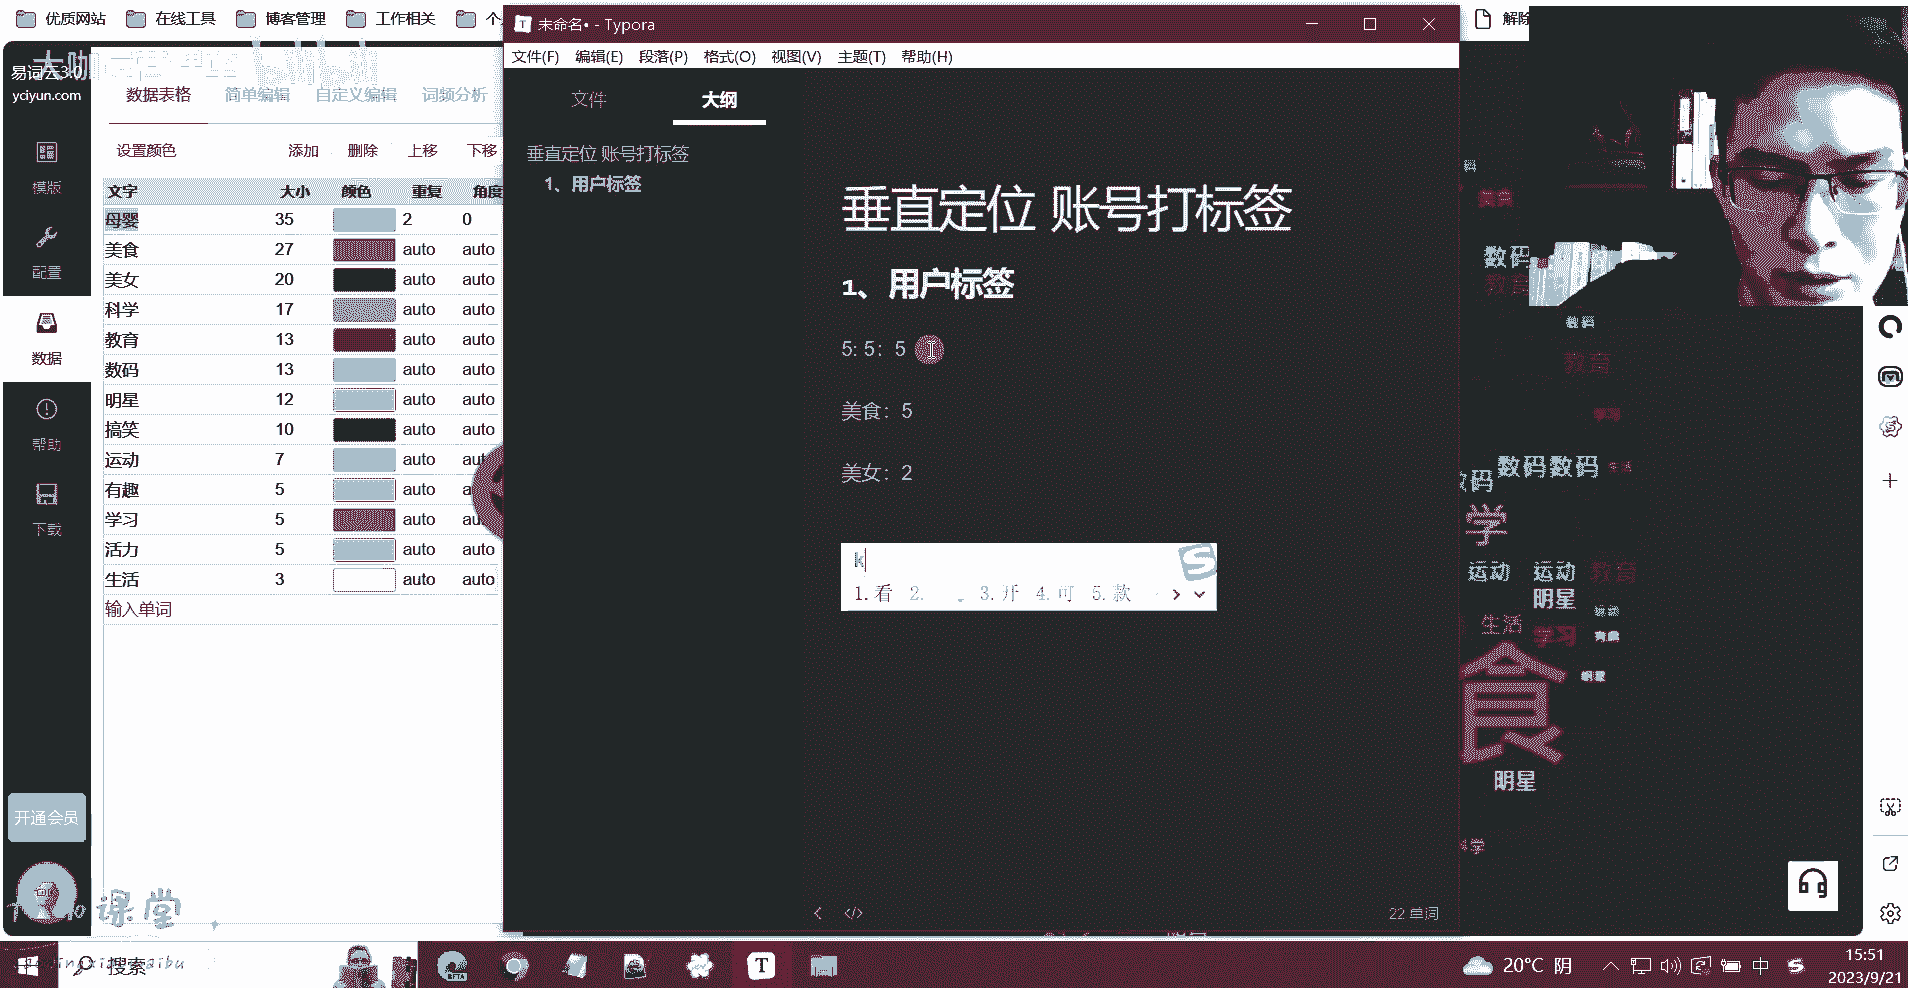 优质网站 在线工具 博客管理 工作相关
未命名• - Typora
解除
文件(F) 编辑(E) 段落(P) 格式(O) 视图(V) 主题(T) 帮助(H)
易词云3.0
yciyun.com
数据表格 简单编辑 自定义编辑 词频分析
文件 大纲
设置颜色 添加 删除 上移 下移
垂直定位 账号打标签
1、用户标签
模版
配置
数据
帮助
下载
开通会员
文字 大小 颜色 重复 角度
母婴 35 2 0
美食 27 auto auto
美女 20 auto auto
科学 17 auto auto
教育 13 auto auto
数码 13 auto auto
明星 12 auto auto
搞笑 10 auto auto
运动 7 auto
有趣 5 auto
学习 5 auto
活力 5 auto auto
生活 3 auto auto
输入单词
垂直定位 账号打标签
1、用户标签
5:5:5
美食:5
美女:2
k
1.看 2. 3.开 4.可 5.款
22 单词
数码
教育
数码
教育
数码 数码
学
运动 运动 教育
明星
生活 学习
食
明星
课堂
搜索
20°C 阴
中
15:51
2023/9/21